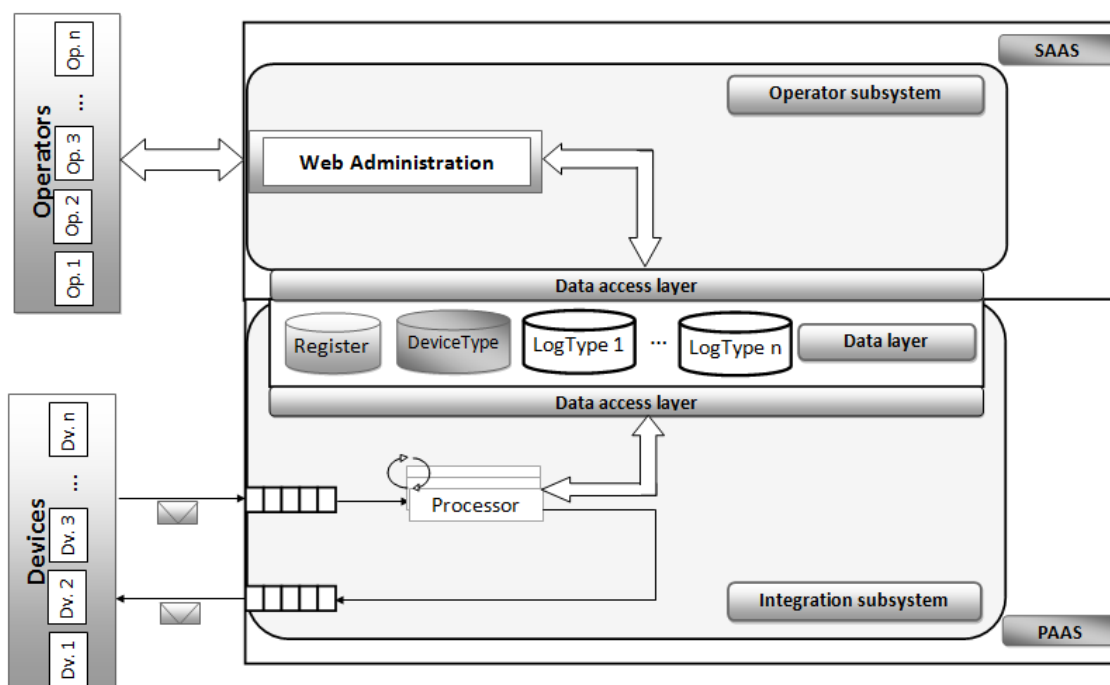 Operators
Op. n
...
Op. 3
Op. 2
Op. 1
SAAS
Operator subsystem
Web Administration
Data access layer
Register
DeviceType
LogType 1
...
LogType n
Data layer
Data access layer
Devices
Dv. n
...
Dv. 3
Dv. 2
Dv. 1
Processor
Integration subsystem
PAAS